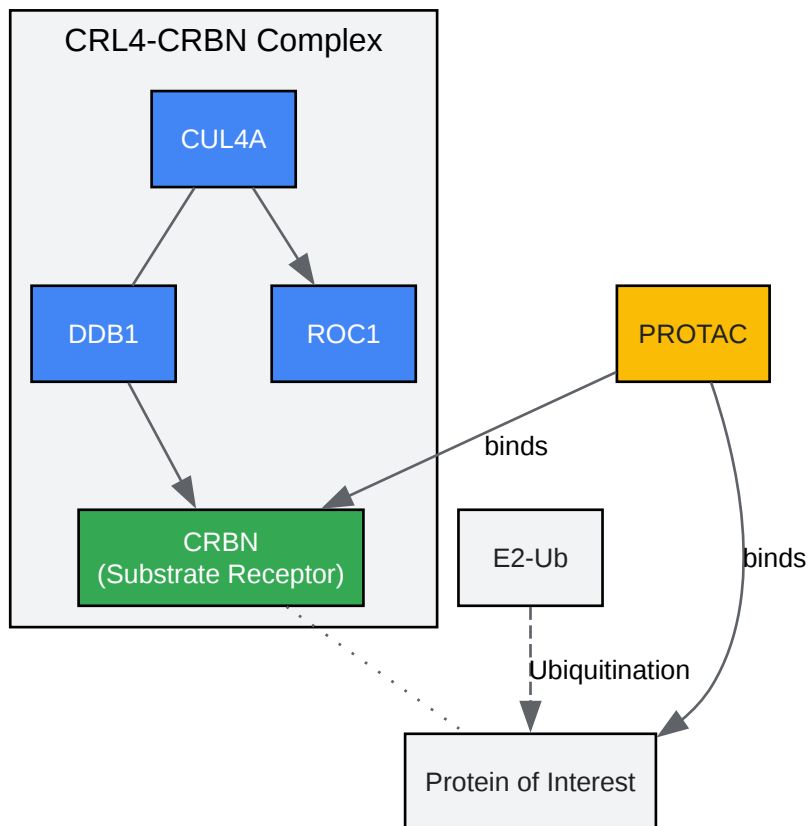 CRL4-CRBN Complex
CUL4A
DDB1
ROC1
PROTAC
binds
CRBN
(Substrate Receptor)
E2-Ub
binds
Ubiquitination
Protein of Interest